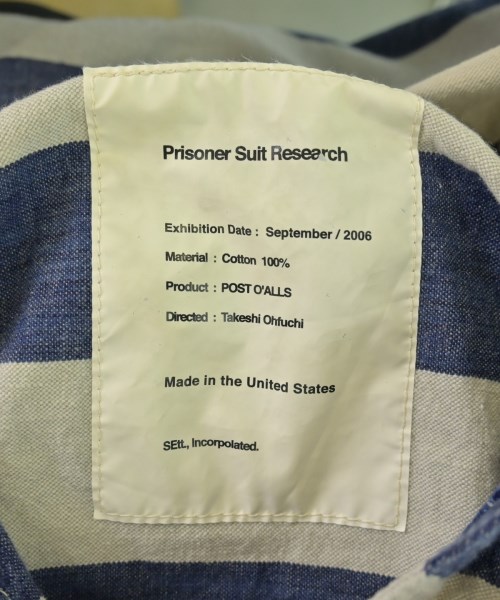 Prisoner Suit Research
Exhibition Date : September / 2006
Material : Cotton 100%
Product : POST O'ALLS
Directed : Takeshi Ohfuchi
Made in the United States
SEtt., Incorpolated.